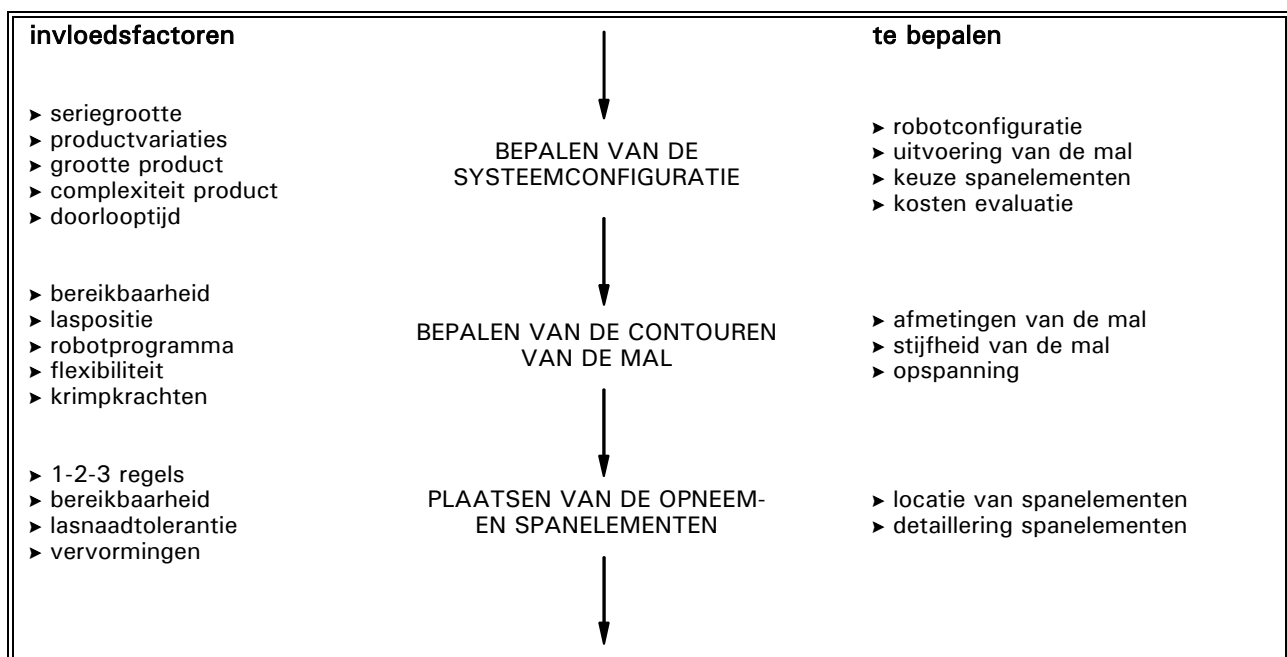 invloedsfactoren
te bepalen
➤ seriegrootte
➤ productvariaties
➤ grootte product
➤ complexiteit product
➤ doorlooptijd
BEPALEN VAN DE
SYSTEEMCONFIGURATIE
➤ robotconfiguratie
➤ uitvoering van de mal
➤ keuze spanelementen
➤ kosten evaluatie
➤ bereikbaarheid
➤ laspositie
➤ robotprogramma
➤ flexibiliteit
➤ krimpkrachten
BEPALEN VAN DE CONTOUREN
VAN DE MAL
➤ afmetingen van de mal
➤ stijfheid van de mal
➤ opspanning
➤ 1-2-3 regels
➤ bereikbaarheid
➤ lasnaadtolerantie
➤ vervormingen
PLAATSEN VAN DE OPNEEM-
EN SPANELEMENTEN
➤ locatie van spanelementen
➤ detaillering spanelementen